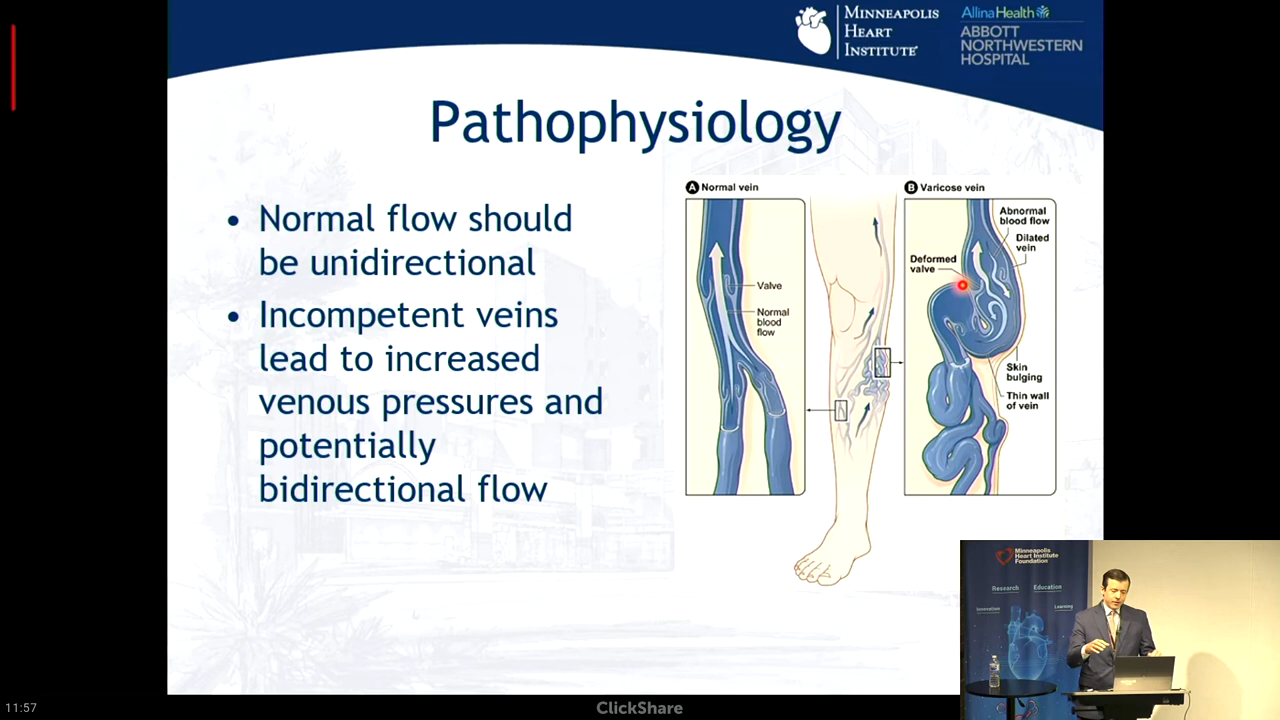 MINNEAPOLIS
HEART
INSTITUTE
AllinaHealth
ABBOTT
NORTHWESTERN
HOSPITAL
Pathophysiology
• Normal flow should
be unidirectional
• Incompetent veins
lead to increased
venous pressures and
potentially
bidirectional flow
A Normal vein
Valve
Normal
blood
flow
B Varicose vein
Abnormal
blood flow
Dilated
vein
Deformed
valve
Skin
bulging
Thin wall
of vein
Minneapolis
Heart Institute
Foundation
Research Education
Innovation Learning
11:57
ClickShare